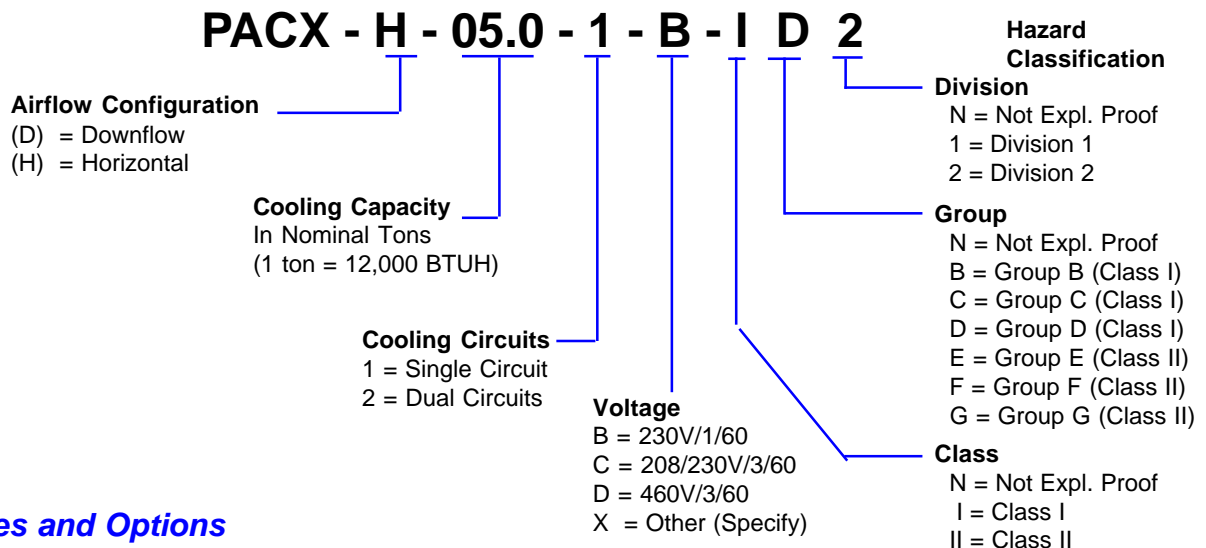 PACX - H - 05.0 - 1 - B - I D 2
Hazard
Classification
Airflow Configuration
(D) = Downflow
(H) = Horizontal
Cooling Capacity
In Nominal Tons
(1 ton = 12,000 BTUH)
Cooling Circuits
1 = Single Circuit
2 = Dual Circuits
Voltage
B = 230V/1/60
C = 208/230V/3/60
D = 460V/3/60
X = Other (Specify)
Division
N = Not Expl. Proof
1 = Division 1
2 = Division 2
Group
N = Not Expl. Proof
B = Group B (Class I)
C = Group C (Class I)
D = Group D (Class I)
E = Group E (Class II)
F = Group F (Class II)
G = Group G (Class II)
Class
N = Not Expl. Proof
I = Class I
II = Class II
es and Options